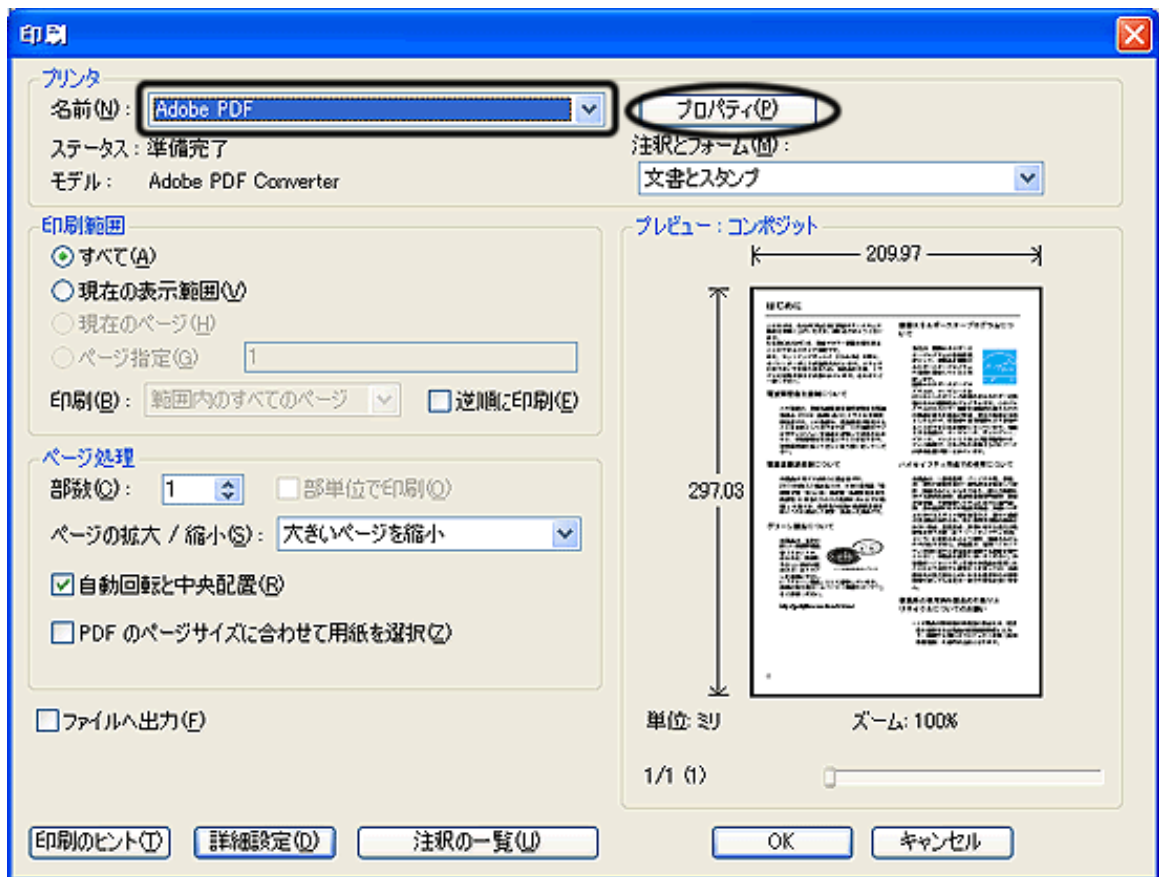 印刷
プリンタ
名前(N): Adobe PDF プロパティ(P)
ステータス: 準備完了 注釈とフォーム(M):
モデル: Adobe PDF Converter 文書とスタンプ
印刷範囲
すべて(A)
現在の表示範囲(V)
現在のページ(H)
ページ指定(G) 1
印刷(B): 範囲内のすべてのページ 逆順に印刷(E)
ページ処理
部数(C): 1 部単位で印刷(O)
ページの拡大 / 縮小(S): 大きいページを縮小
自動回転と中央配置(R)
PDF のページサイズに合わせて用紙を選択(Z)
ファイルへ出力(F)
プレビュー: コンポジット
209.97
297.03
はじめに
単位: ミリ ズーム: 100%
1/1 (1)
印刷のヒント(T) 詳細設定(D) 注釈の一覧(U) OK キャンセル